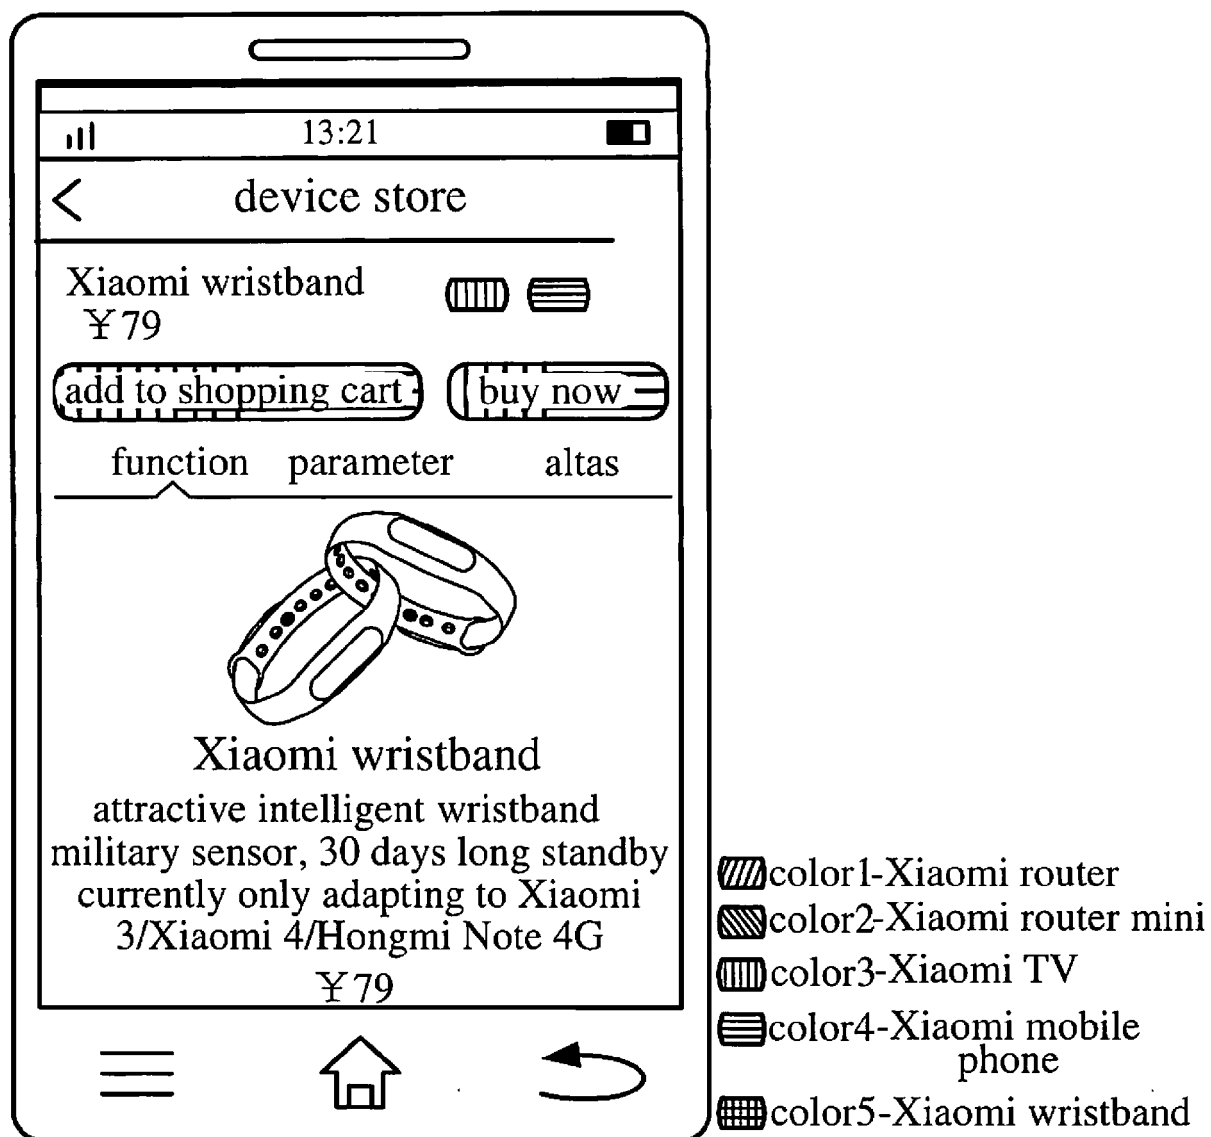 13:21
device store
Xiaomi wristband
¥79
add to shopping cart
buy now
function parameter altas
Xiaomi wristband
attractive intelligent wristband
military sensor, 30 days long standby
currently only adapting to Xiaomi
3/Xiaomi 4/Hongmi Note 4G
¥79
color1-Xiaomi router
color2-Xiaomi router mini
color3-Xiaomi TV
color4-Xiaomi mobile
phone
color5-Xiaomi wristband